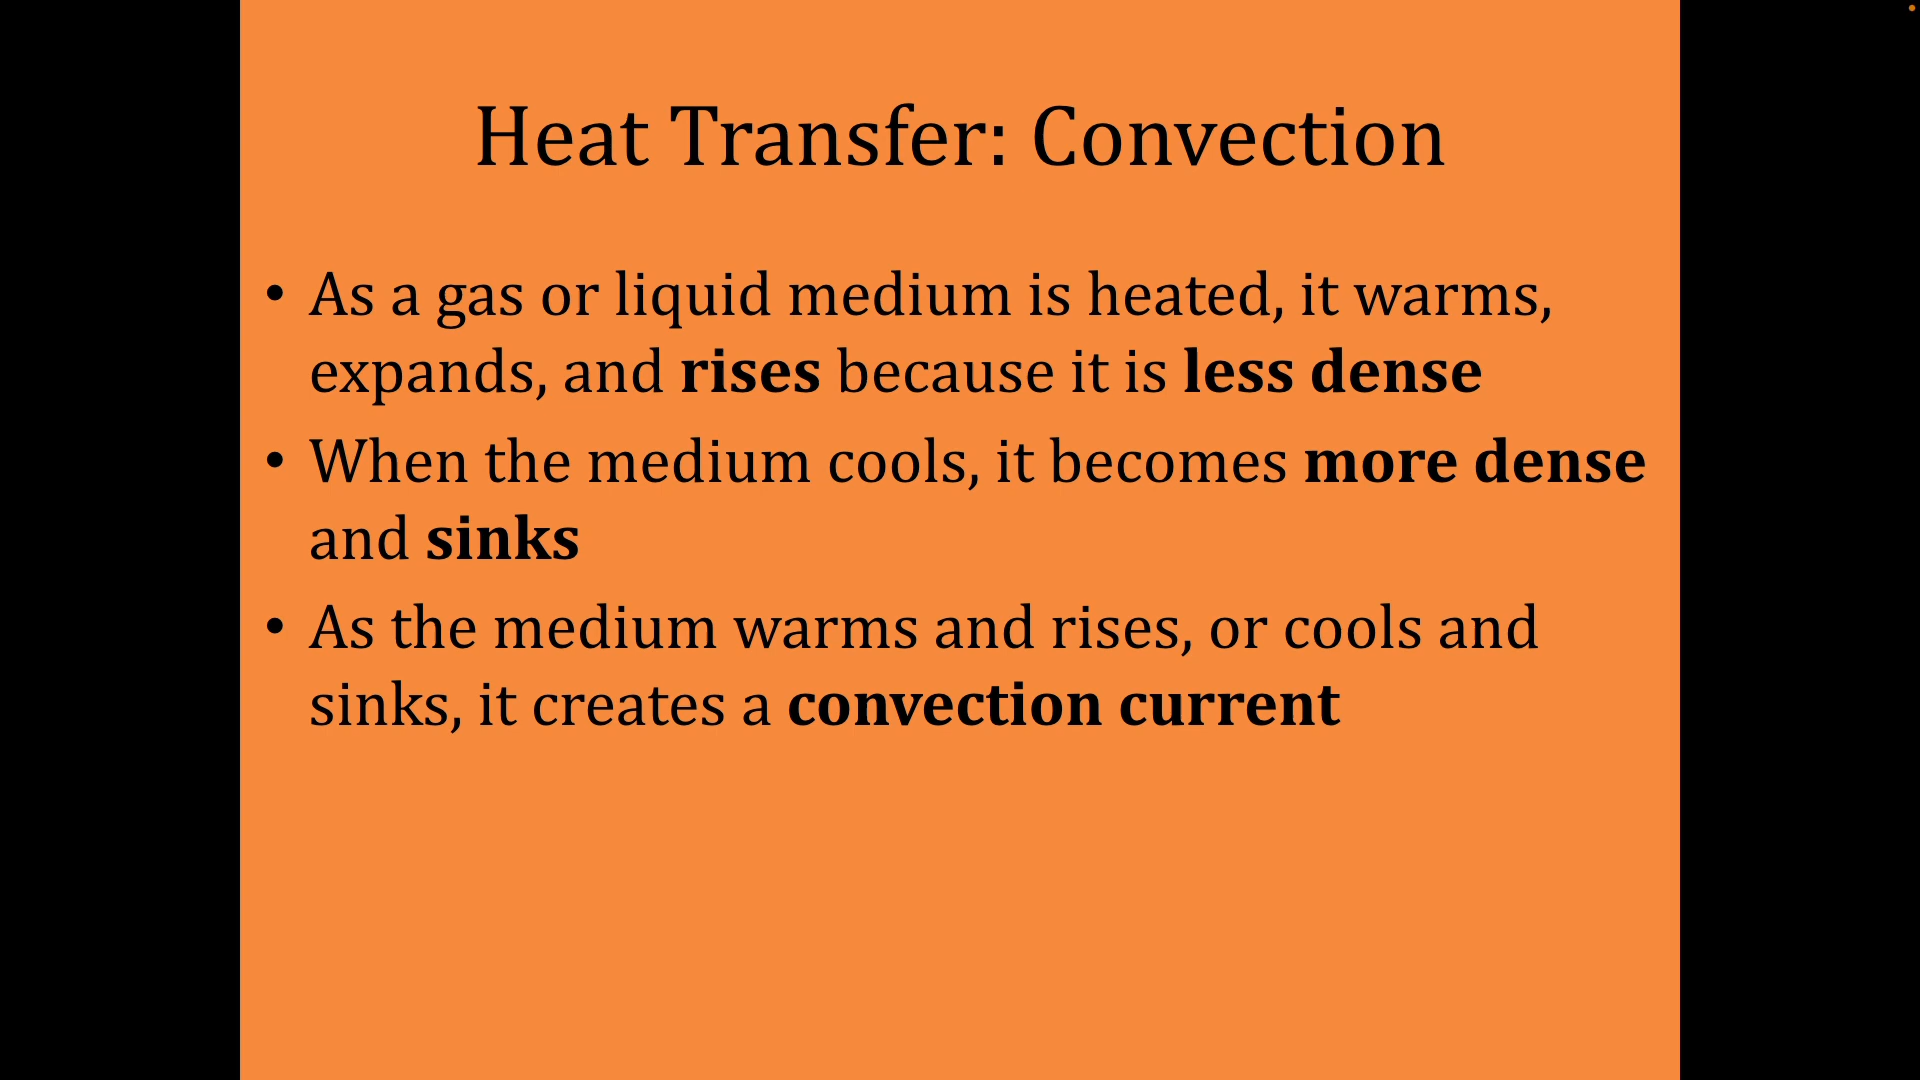 Heat Transfer: Convection
• As a gas or liquid medium is heated, it warms,
expands, and rises because it is less dense
• When the medium cools, it becomes more dense
and sinks
• As the medium warms and rises, or cools and
sinks, it creates a convection current